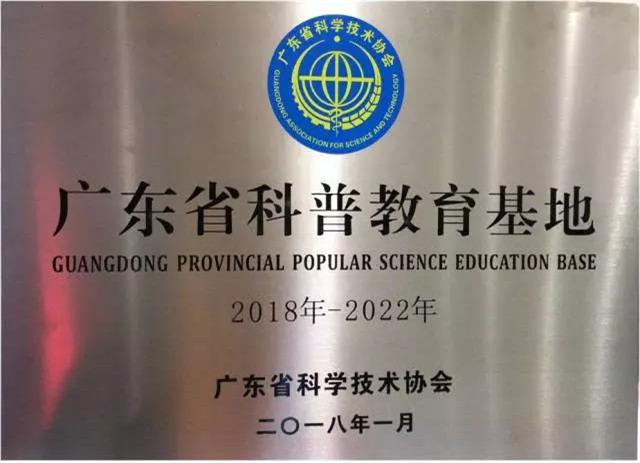 广东省科学技术协会
GUANGDONG ASSOCIATION FOR SCIENCE AND TECHNOLOGY
广东省科普教育基地
GUANGDONG PROVINCIAL POPULAR SCIENCE EDUCATION BASE
2018年-2022年
广东省科学技术协会
二〇一八年一月